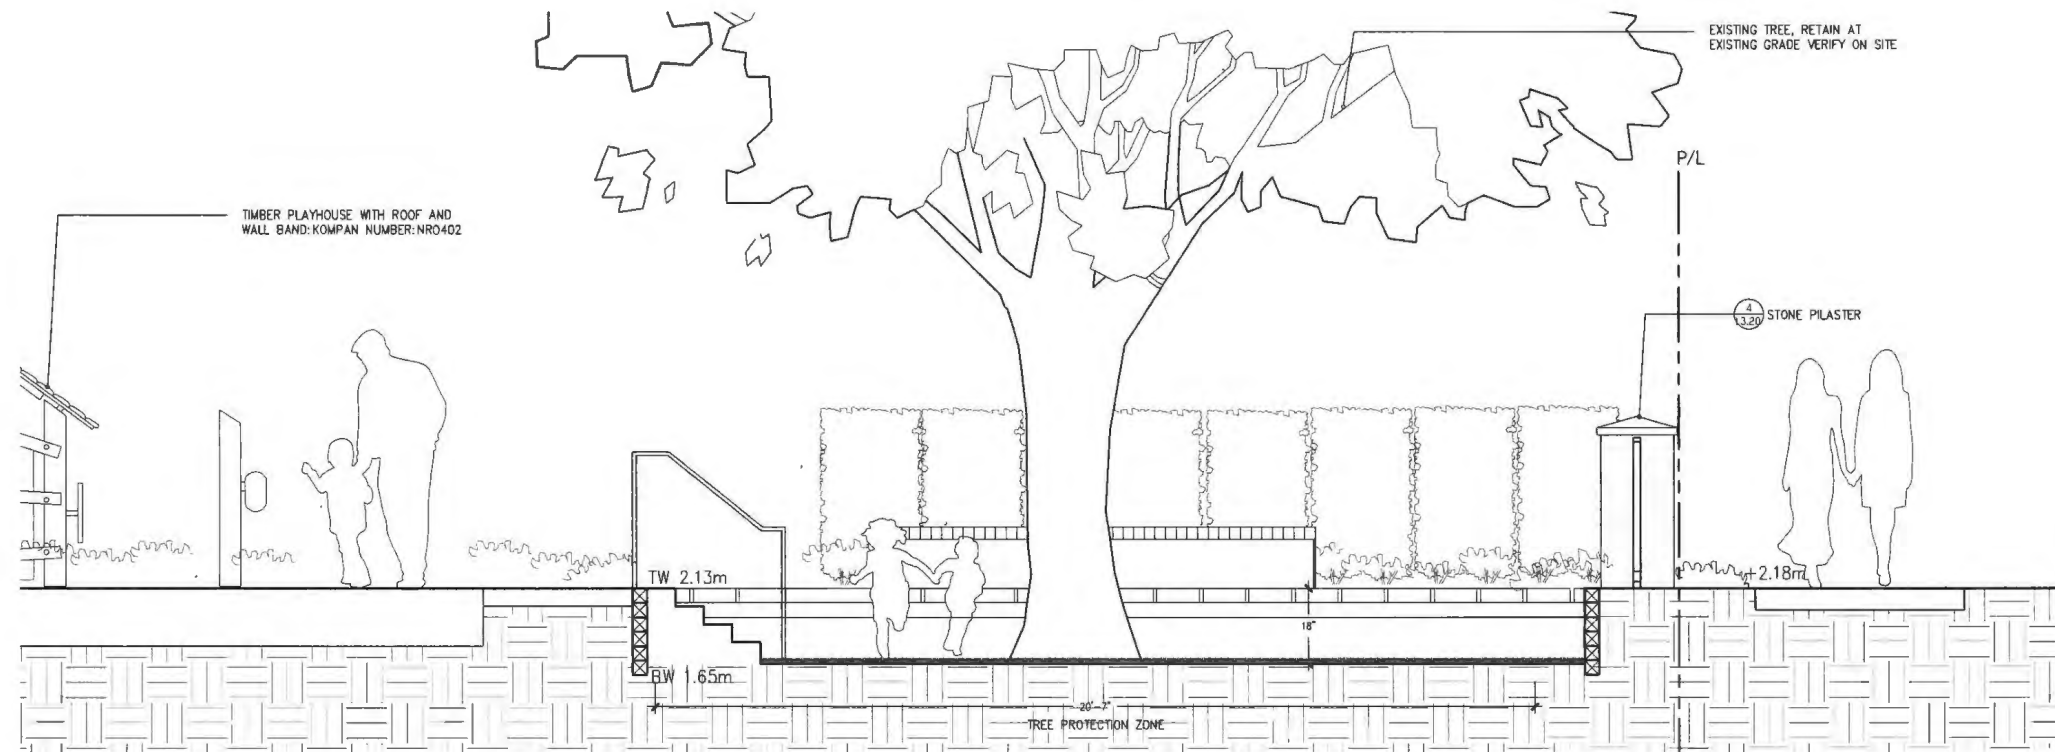 EXISTING TREE, RETAIN AT
EXISTING GRADE VERIFY ON SITE
P/L
TIMBER PLAYHOUSE WITH ROOF AND
WALL BAND: KOMPAN NUMBER: NRO402
4
13.20
STONE PILASTER
TW 2.13m
+2.18m
18"
BW 1.65m
20'-7"
TREE PROTECTION ZONE